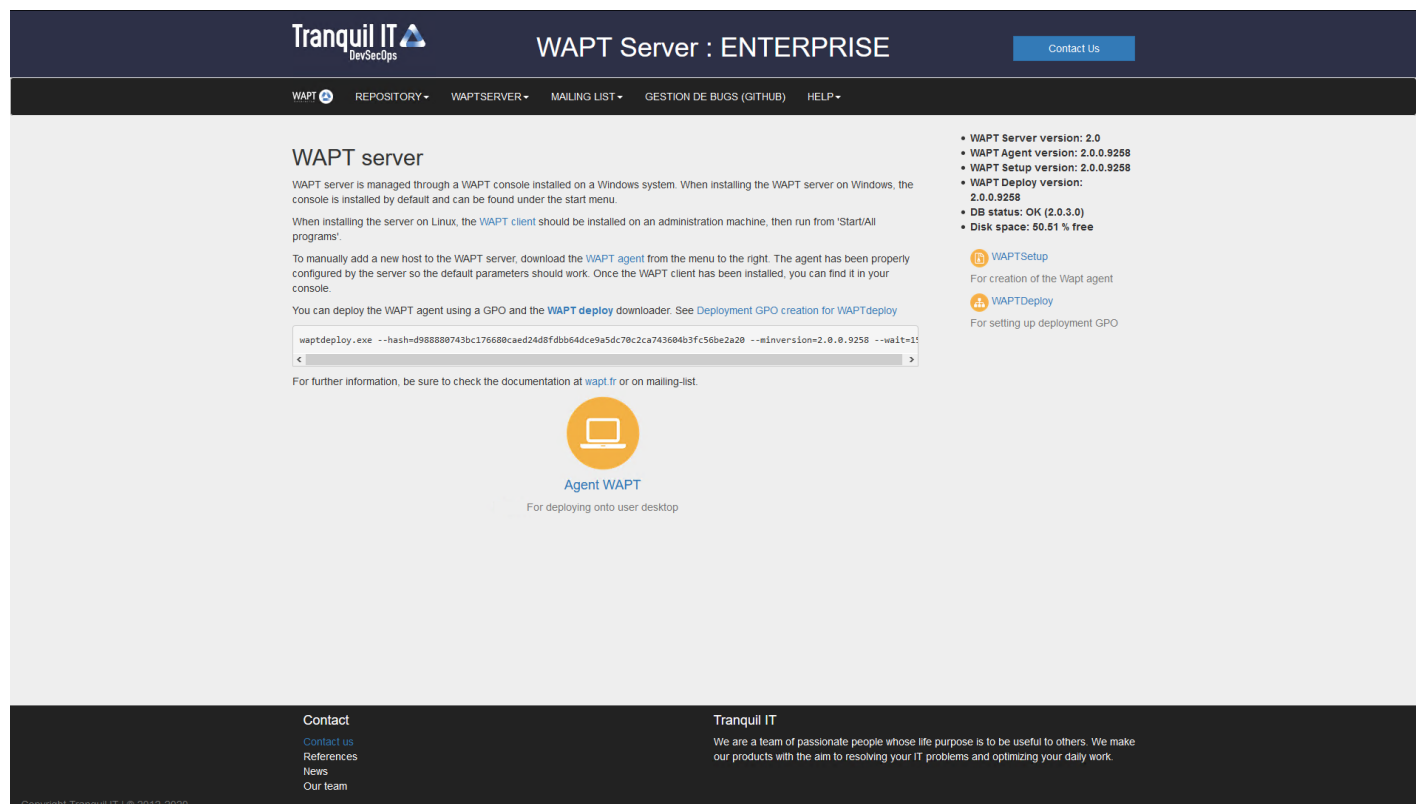 Tranquil IT
DevSecOps
WAPT Server : ENTERPRISE
Contact Us
WAPT
REPOSITORY
WAPTSERVER
MAILING LIST
GESTION DE BUGS (GITHUB)
HELP
WAPT server
WAPT server is managed through a WAPT console installed on a Windows system. When installing the WAPT server on Windows, the
console is installed by default and can be found under the start menu.
When installing the server on Linux, the WAPT client should be installed on an administration machine, then run from 'Start/All
programs'.
To manually add a new host to the WAPT server, download the WAPT agent from the menu to the right. The agent has been properly
configured by the server so the default parameters should work. Once the WAPT client has been installed, you can find it in your
console.
You can deploy the WAPT agent using a GPO and the WAPT deploy downloader. See Deployment GPO creation for WAPTdeploy
waptdeploy.exe --hash=d988880743bc176680caed24d8fdbb64dce9a5dc70c2ca743604b3fc56be2a20 --minversion=2.0.0.9258 --wait=15
For further information, be sure to check the documentation at wapt.fr or on mailing-list.
Agent WAPT
For deploying onto user desktop
WAPT Server version: 2.0
WAPT Agent version: 2.0.0.9258
WAPT Setup version: 2.0.0.9258
WAPT Deploy version:
2.0.0.9258
DB status: OK (2.0.3.0)
Disk space: 50.51 % free
WAPTSetup
For creation of the Wapt agent
WAPTDeploy
For setting up deployment GPO
Contact
Contact us
References
News
Our team
Tranquil IT
We are a team of passionate people whose life purpose is to be useful to others. We make
our products with the aim to resolving your IT problems and optimizing your daily work.
Copyright Tranquil IT | © 2012-2020